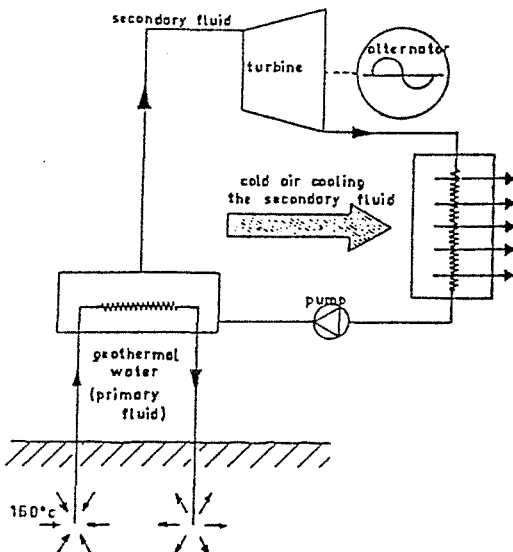 secondary fluid
turbine
alternator
cold air cooling
the secondary fluid
pump
geothermal
water
(primary
fluid)
160°c